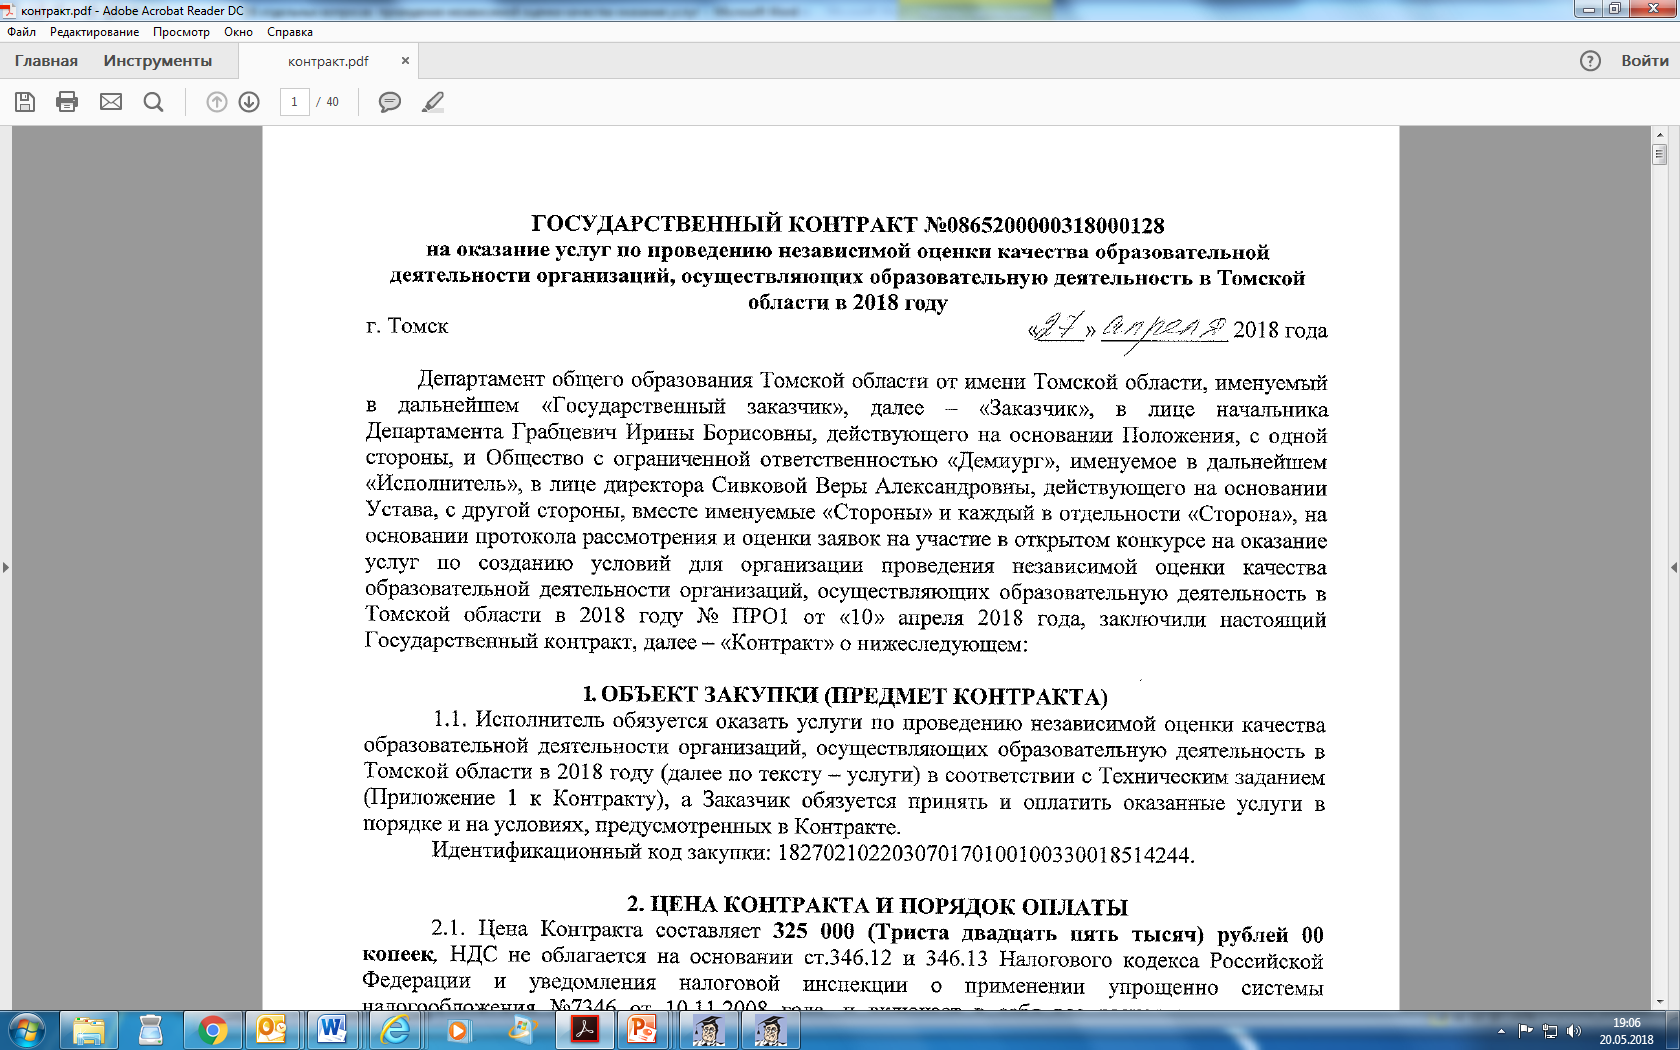 контракт.pdf - Adobe Acrobat Reader DC
Файл Редактирование Просмотр Окно Справка
Главная Инструменты контракт.pdf × ? Войти
1 / 40
ГОСУДАРСТВЕННЫЙ КОНТРАКТ №0865200000318000128
на оказание услуг по проведению независимой оценки качества образовательной
деятельности организаций, осуществляющих образовательную деятельность в Томской
области в 2018 году
г. Томск «27» апреля 2018 года
Департамент общего образования Томской области от имени Томской области, именуемый
в дальнейшем «Государственный заказчик», далее – «Заказчик», в лице начальника
Департамента Грабцевич Ирины Борисовны, действующего на основании Положения, с одной
стороны, и Общество с ограниченной ответственностью «Демиург», именуемое в дальнейшем
«Исполнитель», в лице директора Сивковой Веры Александровны, действующего на основании
Устава, с другой стороны, вместе именуемые «Стороны» и каждый в отдельности «Сторона», на
основании протокола рассмотрения и оценки заявок на участие в открытом конкурсе на оказание
услуг по созданию условий для организации проведения независимой оценки качества
образовательной деятельности организаций, осуществляющих образовательную деятельность в
Томской области в 2018 году № ПРО1 от «10» апреля 2018 года, заключили настоящий
Государственный контракт, далее – «Контракт» о нижеследующем:
1. ОБЪЕКТ ЗАКУПКИ (ПРЕДМЕТ КОНТРАКТА)
1.1. Исполнитель обязуется оказать услуги по проведению независимой оценки качества
образовательной деятельности организаций, осуществляющих образовательную деятельность в
Томской области в 2018 году (далее по тексту – услуги) в соответствии с Техническим заданием
(Приложение 1 к Контракту), а Заказчик обязуется принять и оплатить оказанные услуги в
порядке и на условиях, предусмотренных в Контракте.
Идентификационный код закупки: 182702102203070170100100330018514244.
2. ЦЕНА КОНТРАКТА И ПОРЯДОК ОПЛАТЫ
2.1. Цена Контракта составляет 325 000 (Триста двадцать пять тысяч) рублей 00
копеек, НДС не облагается на основании ст.346.12 и 346.13 Налогового кодекса Российской
Федерации и уведомления налоговой инспекции о применении упрощенно системы
налогообложения №7346 от 10.11.2008 года и включает в себя все
19:06
20.05.2018